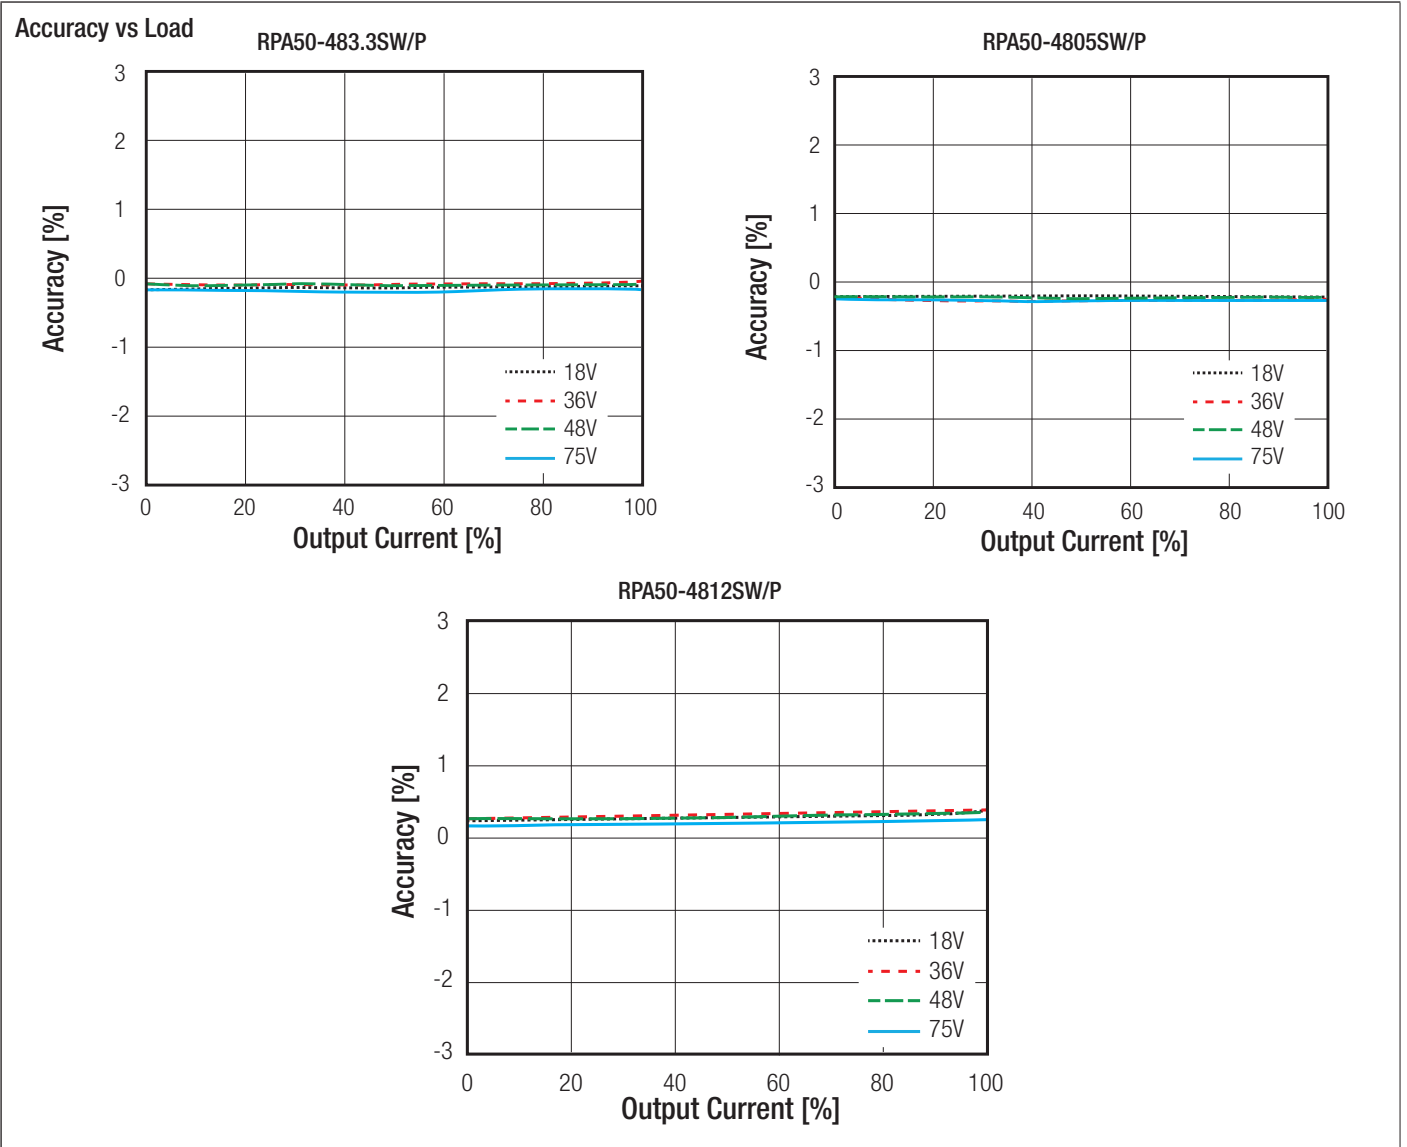 Accuracy vs Load
RPA50-483.3SW/P
3
2
1
0
-1
-2
-3
Accuracy [%]
18V
36V
48V
75V
0 20 40 60 80 100
Output Current [%]
RPA50-4805SW/P
3
2
1
0
-1
-2
-3
Accuracy [%]
18V
36V
48V
75V
0 20 40 60 80 100
Output Current [%]
RPA50-4812SW/P
3
2
1
0
-1
-2
-3
Accuracy [%]
18V
36V
48V
75V
0 20 40 60 80 100
Output Current [%]